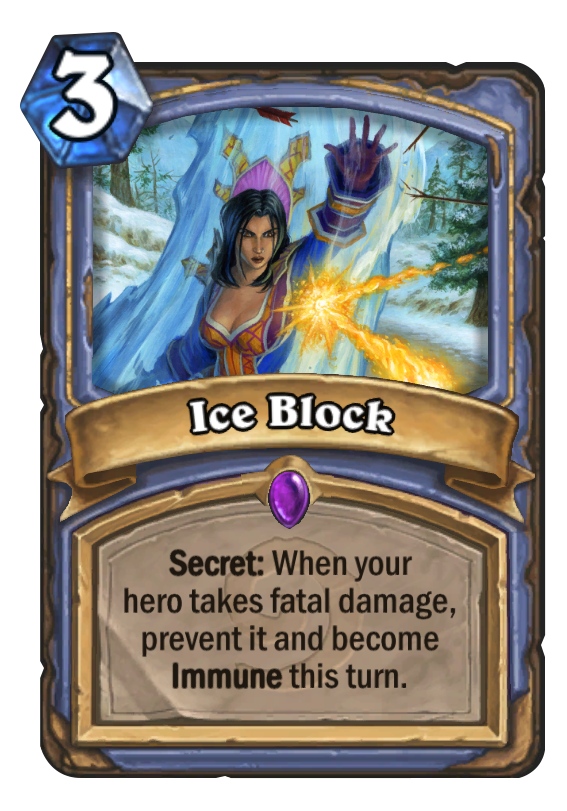 3
Ice Block
Secret: When your
hero takes fatal damage,
prevent it and become
Immune this turn.